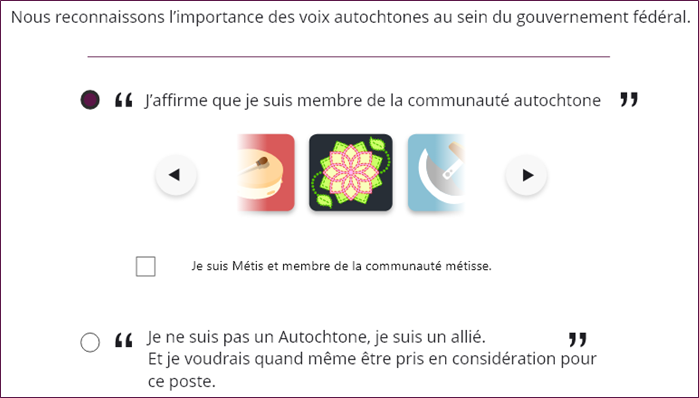 Nous reconnaissons l’importance des voix autochtones au sein du gouvernement fédéral.
“ J’affirme que je suis membre de la communauté autochtone ”
Je suis Métis et membre de la communauté métisse.
“ Je ne suis pas un Autochtone, je suis un allié. ”
Et je voudrais quand même être pris en considération pour
ce poste.